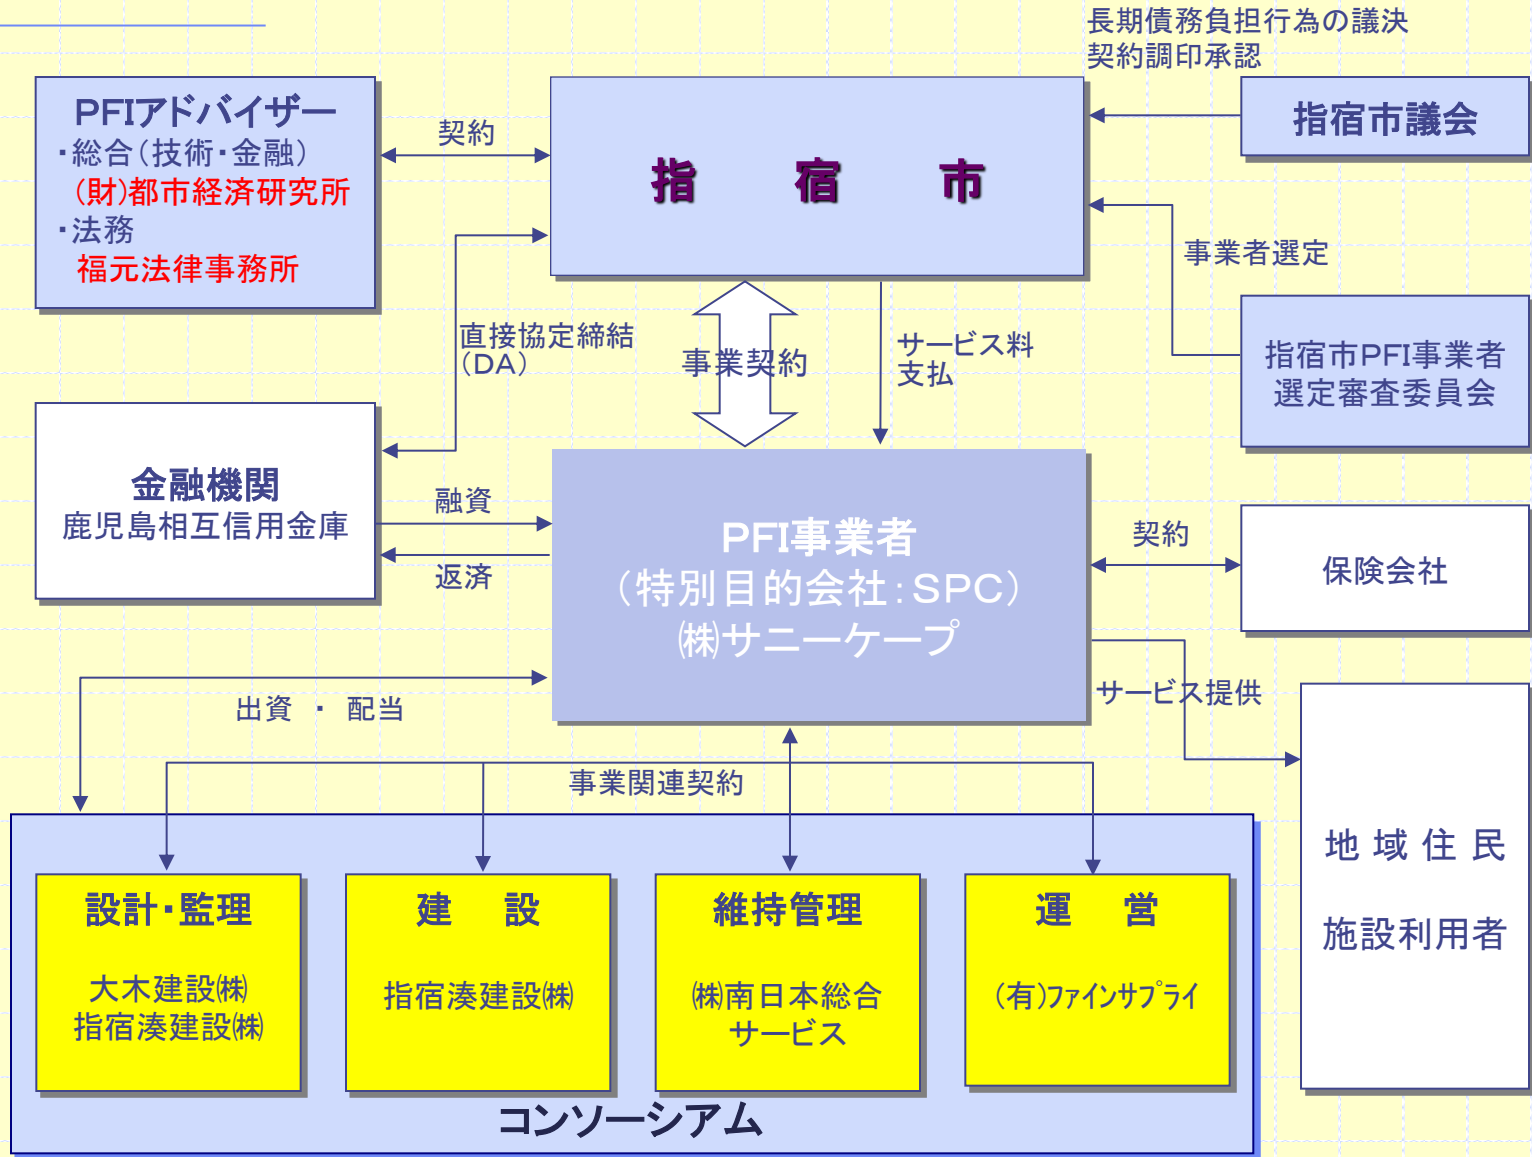 長期債務負担行為の議決
契約調印承認
PFIアドバイザー
・総合(技術・金融)
(財)都市経済研究所
・法務
福元法律事務所
契約
指 宿 市
指宿市議会
事業者選定
指宿市PFI事業者
選定審査委員会
直接協定締結
(DA)
事業契約
サービス料
支払
金融機関
鹿児島相互信用金庫
融資
返済
PFI事業者
(特別目的会社:SPC)
㈱サニーケープ
契約
保険会社
サービス提供
出資 ・ 配当
事業関連契約
地 域 住 民
施設利用者
設計・監理
大木建設㈱
指宿湊建設㈱
建 設
指宿湊建設㈱
維持管理
㈱南日本総合
サービス
運 営
(有)ファインサプライ
コンソーシアム